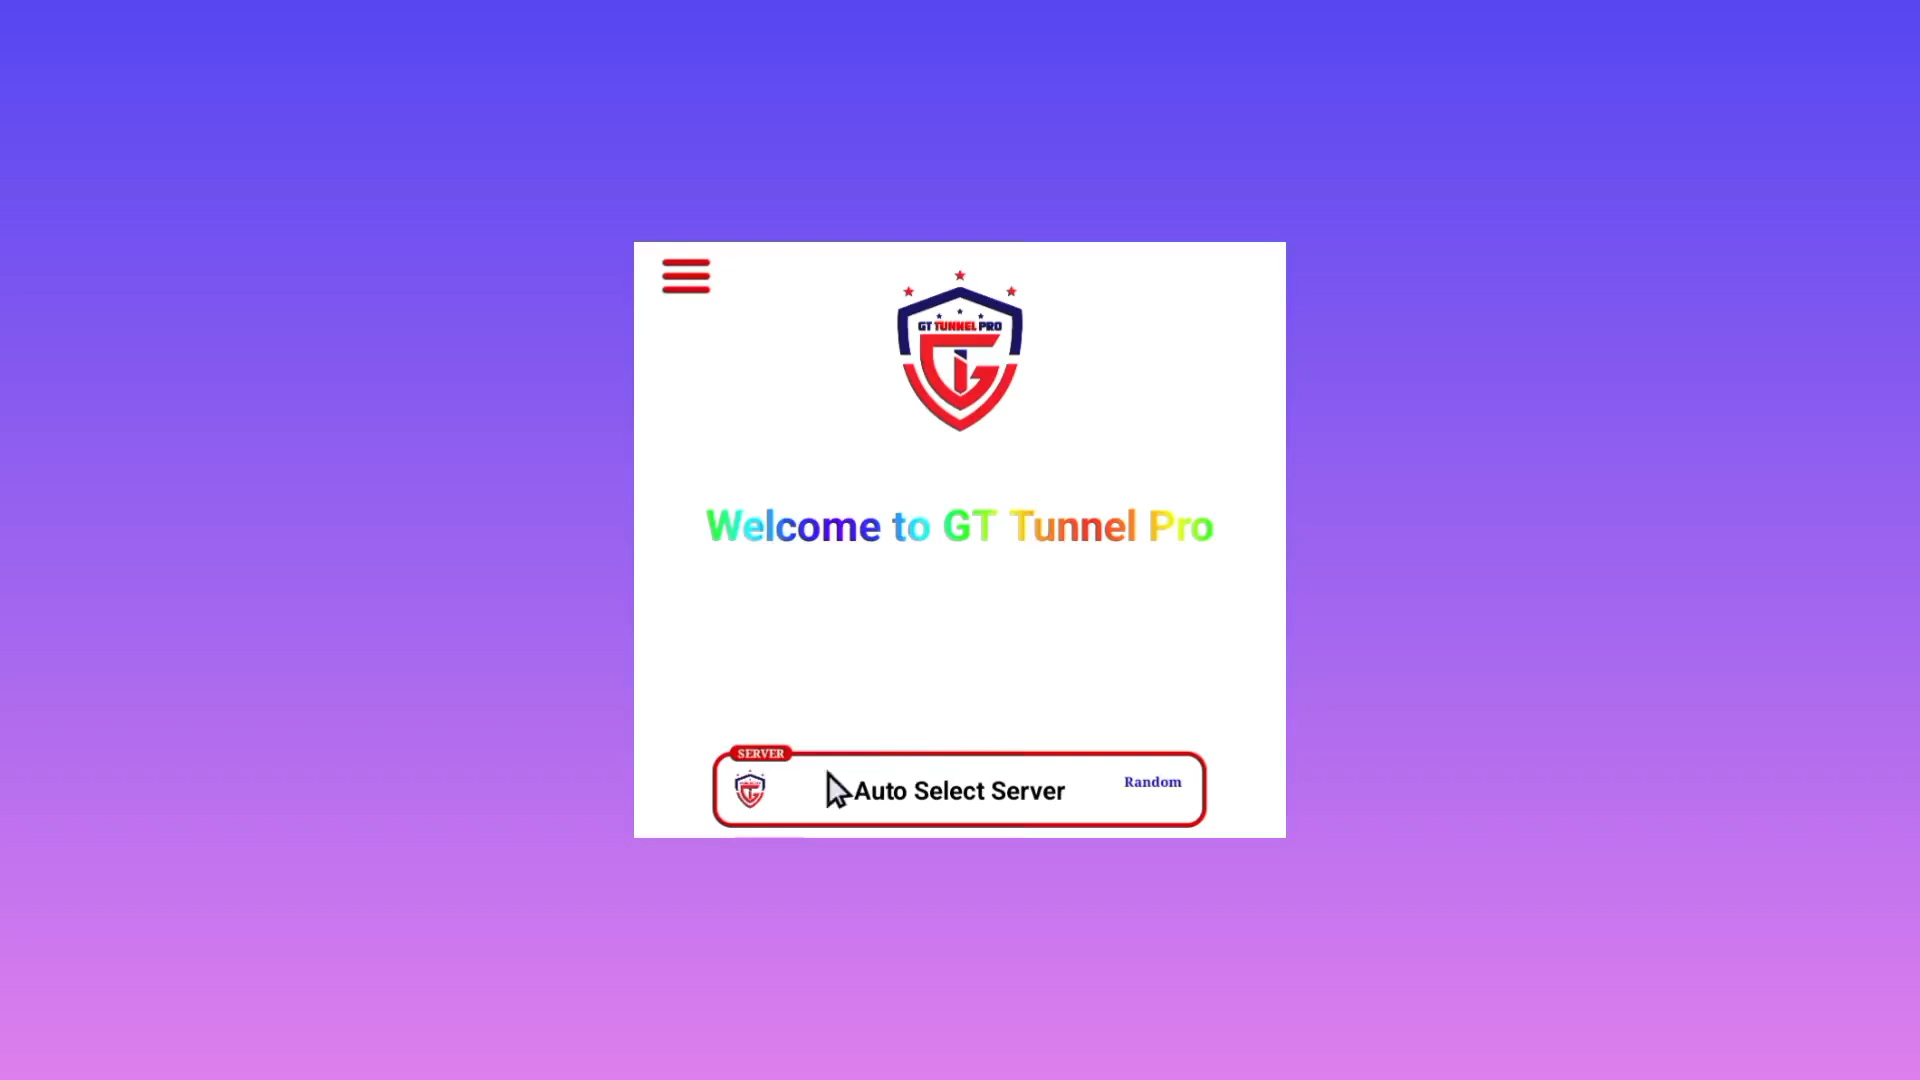 GT TUNNEL PRO
Welcome to GT Tunnel Pro
SERVER
Auto Select Server
Random